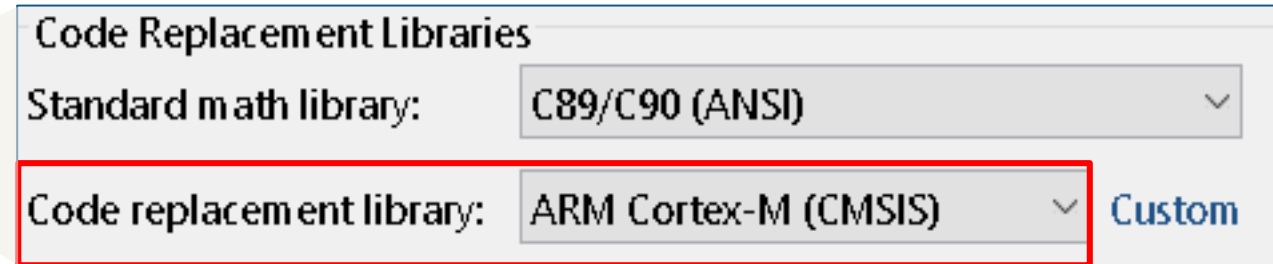 Code Replacement Libraries
Standard math library: C89/C90 (ANSI)
Code replacement library: ARM Cortex-M (CMSIS) Custom